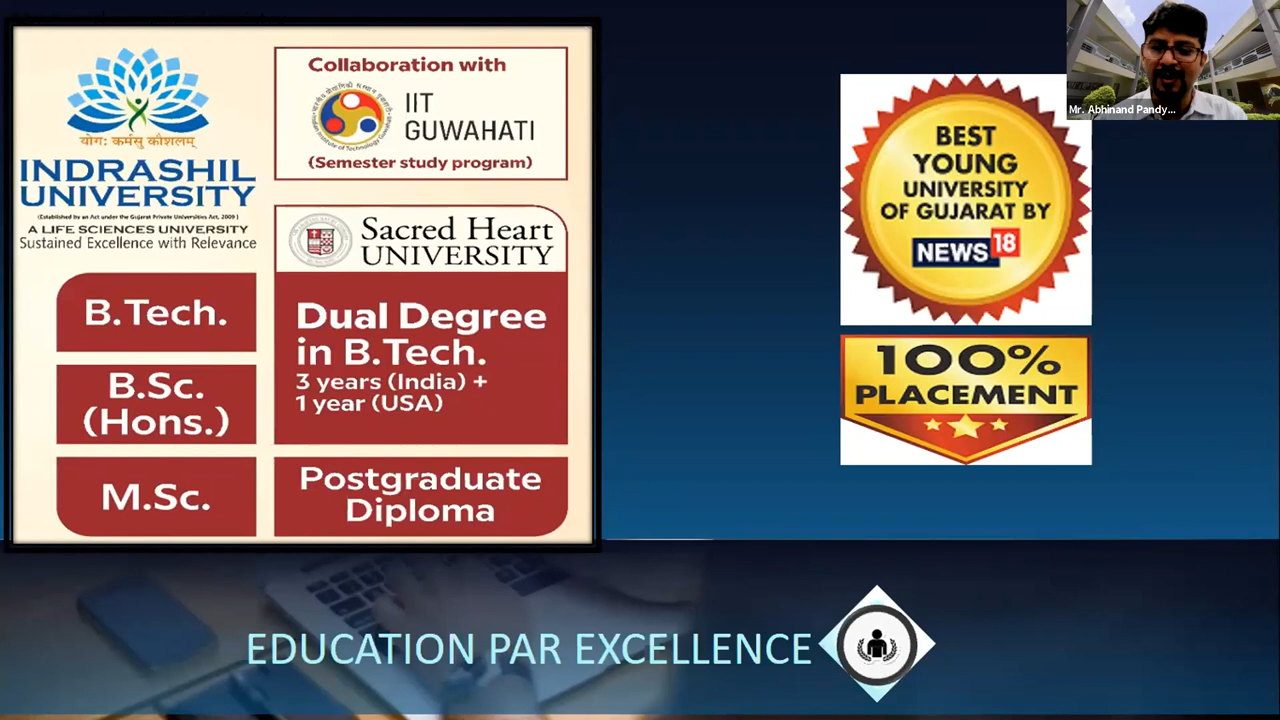 योग: कर्मसु कौशलम्
INDRASHIL
UNIVERSITY
(Established by an Act under the Gujarat Private Universities Act, 2009)
A LIFE SCIENCES UNIVERSITY
Sustained Excellence with Relevance
B.Tech.
B.Sc.
(Hons.)
M.Sc.
Collaboration with
IIT
GUWAHATI
(Semester study program)
Sacred Heart
UNIVERSITY
Dual Degree
in B.Tech.
3 years (India) +
1 year (USA)
Postgraduate
Diploma
BEST
YOUNG
UNIVERSITY
OF GUJARAT BY
NEWS 18
100%
PLACEMENT
Mr. Abhinand Pandy...
EDUCATION PAR EXCELLENCE